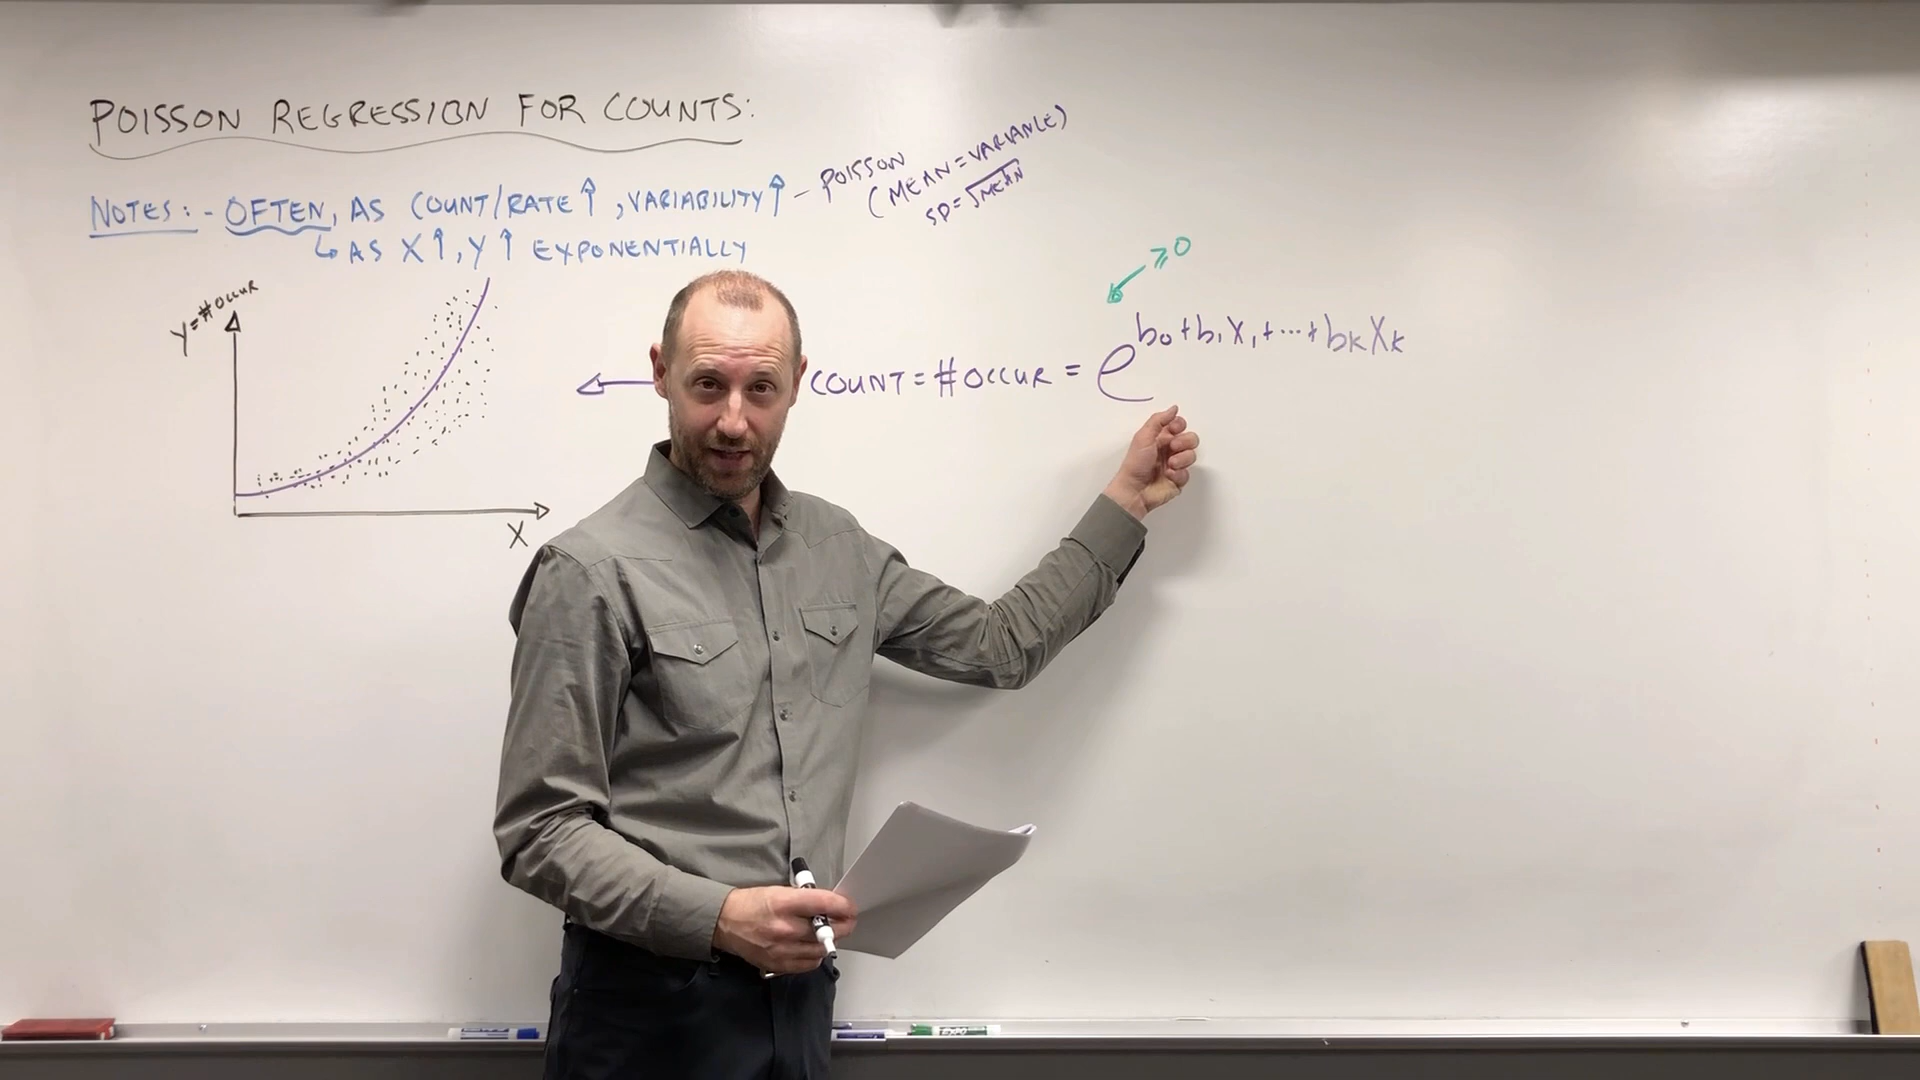 POISSON REGRESSION FOR COUNTS:
NOTES: - OFTEN, AS COUNT/RATE ↑, VARIABILITY ↑ - POISSON
(MEAN = VARIANCE)
SD = √MEAN
↳ AS X ↑, Y ↑ EXPONENTIALLY
Y = # OCCUR
X
≥0
COUNT = # OCCUR = e^{b₀+b₁X₁+···+bₖXₖ}
EXPO